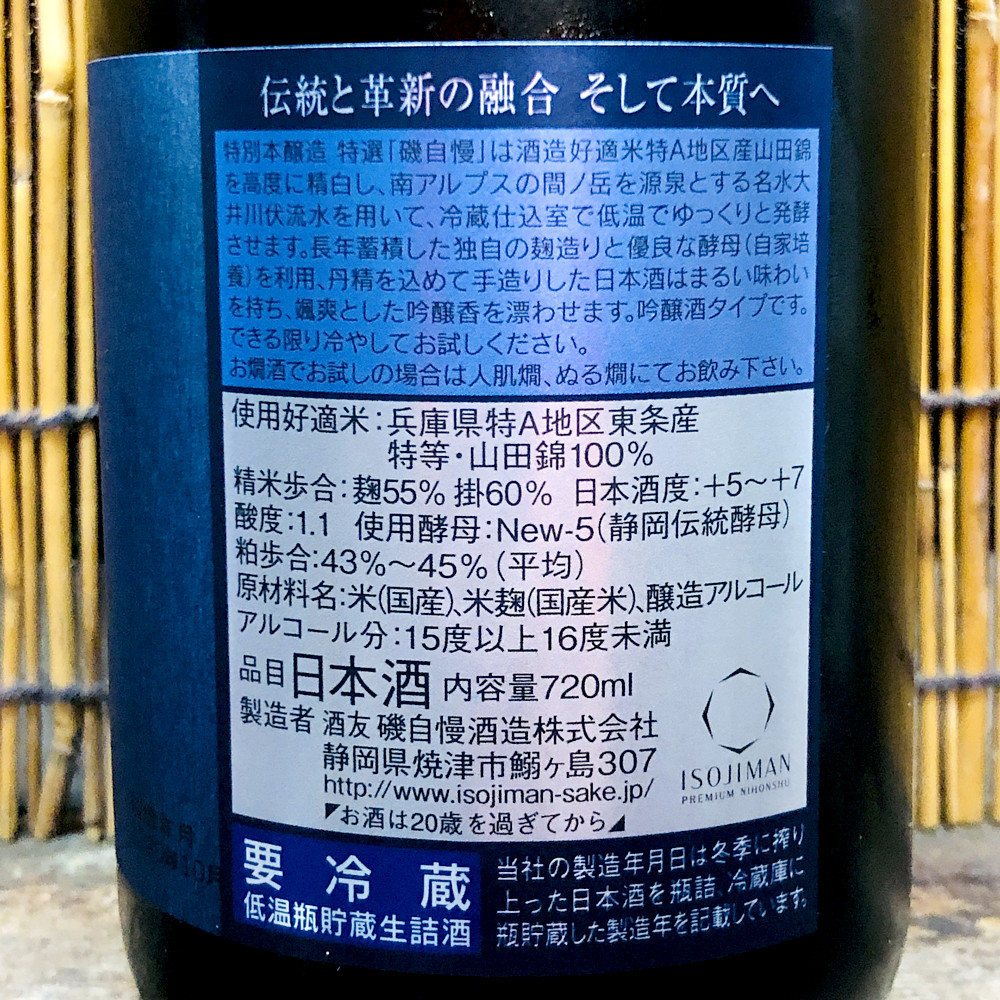 伝統と革新の融合 そして本質へ
特別本醸造 特選「磯自慢」は酒造好適米特A地区産山田錦
を高度に精白し、南アルプスの間ノ岳を源泉とする名水大
井川伏流水を用いて、冷蔵仕込室で低温でゆっくりと発酵
させます。長年蓄積した独自の麹造りと優良な酵母(自家培
養)を利用、丹精を込めて手造りした日本酒はまるい味わい
を持ち、颯爽とした吟醸香を漂わせます。吟醸酒タイプです。
できる限り冷やしてお試しください。
お燗酒でお試しの場合は人肌燗、ぬる燗にてお飲み下さい。
使用好適米:兵庫県特A地区東条産
特等・山田錦100%
精米歩合:麹55% 掛60% 日本酒度:+5〜+7
酸度:1.1 使用酵母:New-5(静岡伝統酵母)
粕歩合:43%〜45%(平均)
原材料名:米(国産)、米麹(国産米)、醸造アルコール
アルコール分:15度以上16度未満
品目 日本酒 内容量720ml
製造者 酒友 磯自慢酒造株式会社
静岡県焼津市鰯ヶ島307
http://www.isojiman-sake.jp/
お酒は20歳を過ぎてから
ISOJIMAN
PREMIUM NIHONSHU
要冷蔵
低温瓶貯蔵生詰酒
当社の製造年月日は冬季に搾り
上った日本酒を瓶詰、冷蔵庫に
瓶貯蔵した製造年を記載しています。
10月